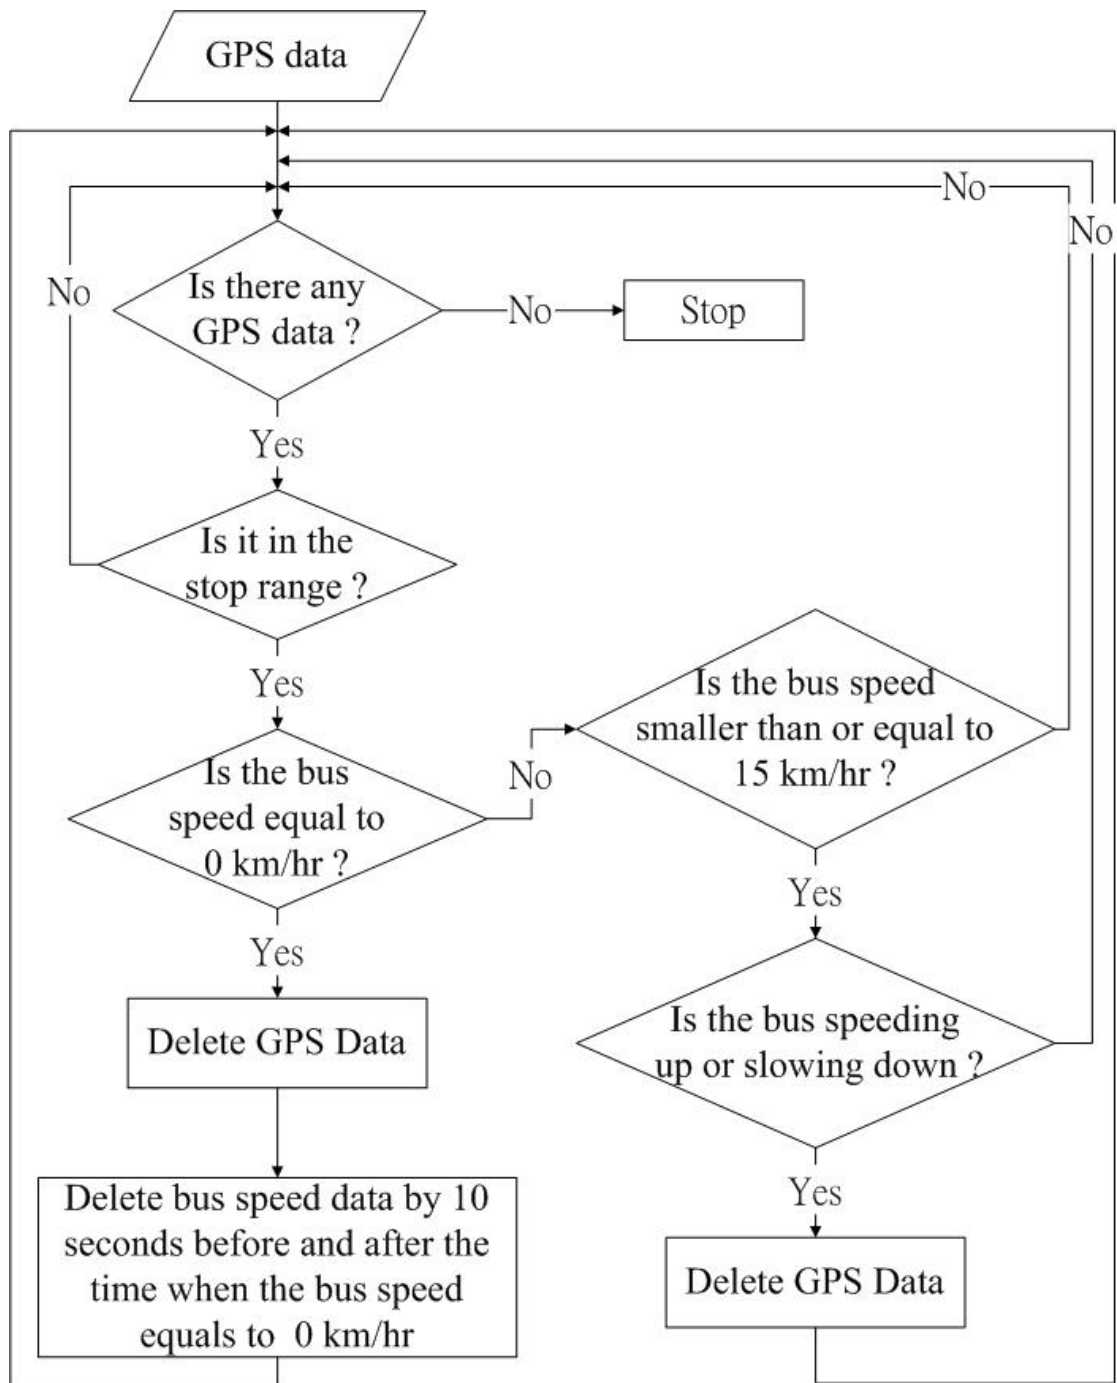 GPS data
No
No
Is there any
GPS data ?
No
No
Stop
Yes
Is it in the
stop range ?
Yes
Is the bus speed
smaller than or equal to
15 km/hr ?
Is the bus
speed equal to
0 km/hr ?
No
Yes
Yes
Is the bus speeding
up or slowing down ?
Delete GPS Data
Yes
Delete bus speed data by 10
seconds before and after the
time when the bus speed
equals to 0 km/hr
Delete GPS Data